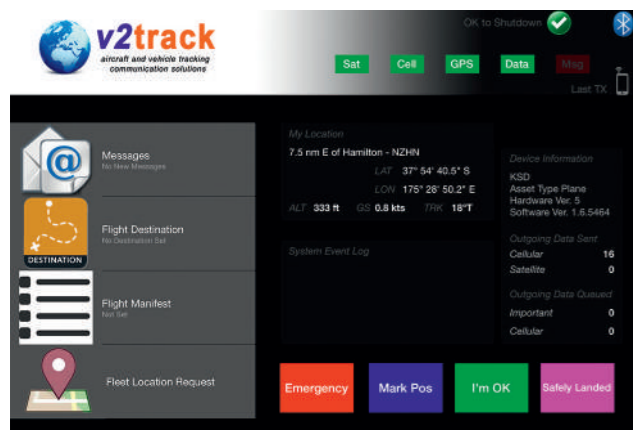 v2track
aircraft and vehicle tracking
communication solutions
OK to Shutdown
Sat
Cell
GPS
Data
Msg
Last TX
Messages
No New Messages
Flight Destination
No Destination Set
DESTINATION
Flight Manifest
Not Set
Fleet Location Request
My Location
7.5 nm E of Hamilton - NZHN
LAT 37° 54' 40.5" S
LON 175° 28' 50.2" E
ALT 333 ft GS 0.8 kts TRK 18°T
System Event Log
Device Information
KSD
Asset Type Plane
Hardware Ver. 5
Software Ver. 1.6.5464
Outgoing Data Sent
Cellular 16
Satellite 0
Outgoing Data Queued
Important 0
Cellular 0
Emergency
Mark Pos
I'm OK
Safely Landed